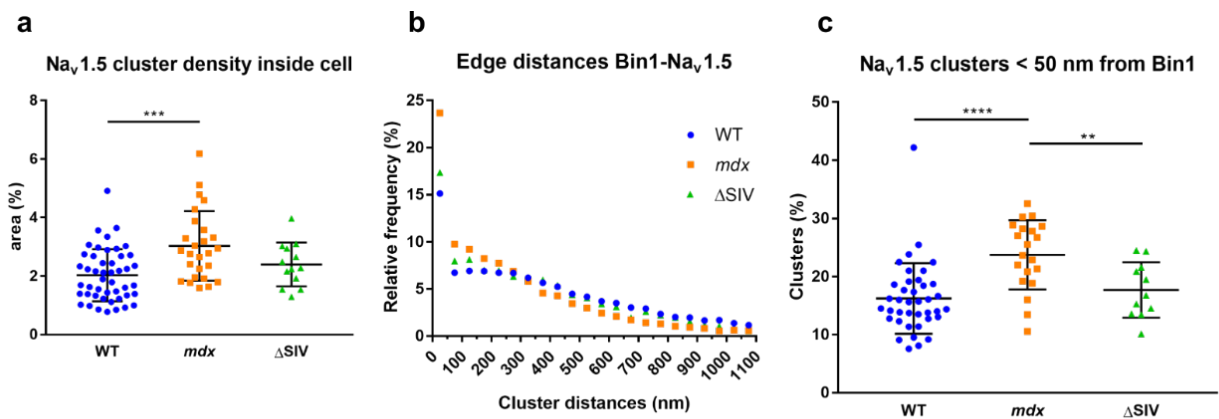 a
Naᵥ1.5 cluster density inside cell
area (%)
8
6
4
2
0
***
WT
mdx
ΔSIV
b
Edge distances Bin1-Naᵥ1.5
Relative frequency (%)
25
20
15
10
5
0
WT
mdx
ΔSIV
0
100
200
300
400
500
600
700
800
900
1000
1100
Cluster distances (nm)
c
Naᵥ1.5 clusters < 50 nm from Bin1
Clusters (%)
50
40
30
20
10
0
****
**
WT
mdx
ΔSIV